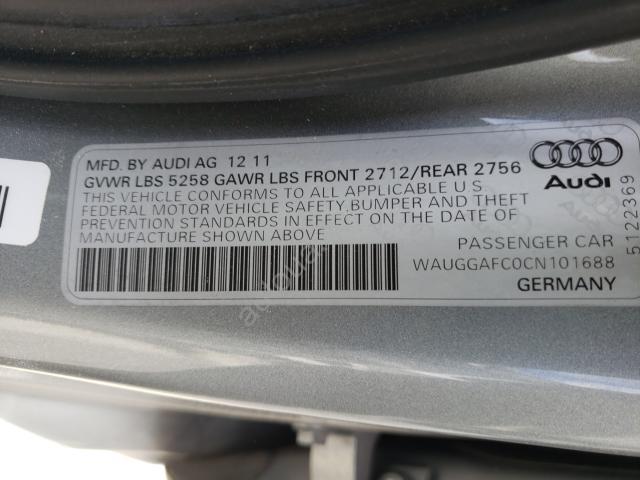 MFD. BY AUDI AG 12 11
GVWR LBS 5258 GAWR LBS FRONT 2712/REAR 2756
THIS VEHICLE CONFORMS TO ALL APPLICABLE U S
FEDERAL MOTOR VEHICLE SAFETY,BUMPER AND THEFT
PREVENTION STANDARDS IN EFFECT ON THE DATE OF
MANUFACTURE SHOWN ABOVE
Audi
PASSENGER CAR
WAUGGAFC0CN101688
GERMANY
5122369